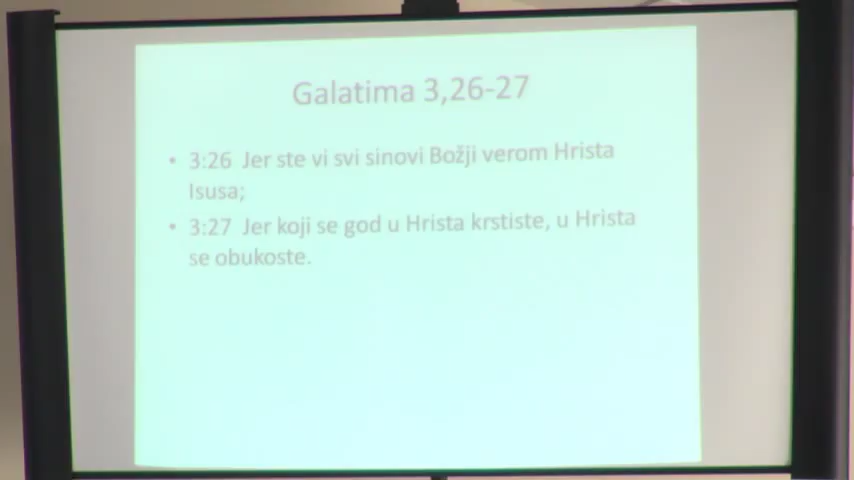 Galatima 3,26-27
• 3:26 Jer ste vi svi sinovi Božji verom Hrista
Isusa;
• 3:27 Jer koji se god u Hrista krstiste, u Hrista
se obukoste.